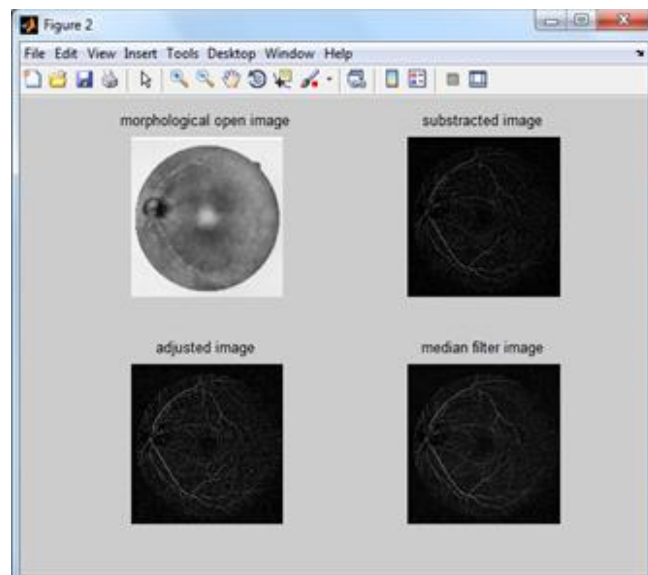 Figure 2
File Edit View Insert Tools Desktop Window Help
morphological open image
substracted image
adjusted image
median filter image